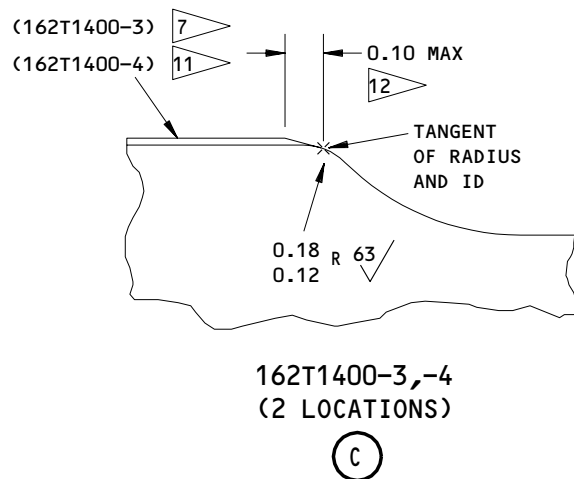 (162T1400-3) 7
(162T1400-4) 11
0.10 MAX
12
TANGENT
OF RADIUS
AND ID
0.18
0.12 R 63
162T1400-3,-4
(2 LOCATIONS)
C